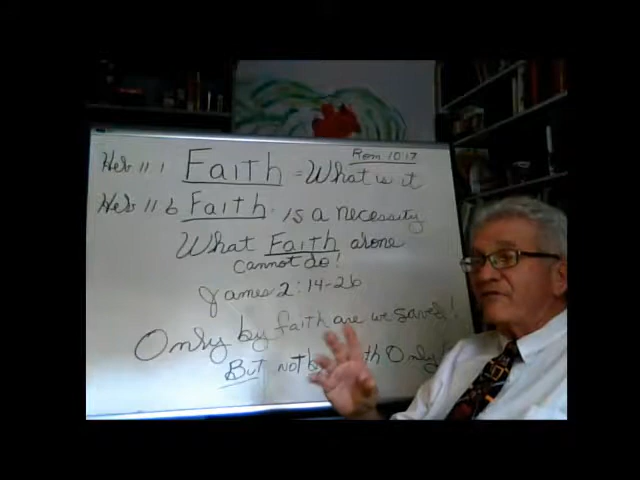 Heb 11 1 Faith = What is it Rom 10:17
Heb 11 6 Faith is a necessity
What Faith alone
cannot do!
James 2:14-26
Only by faith are we saved!
But not Only